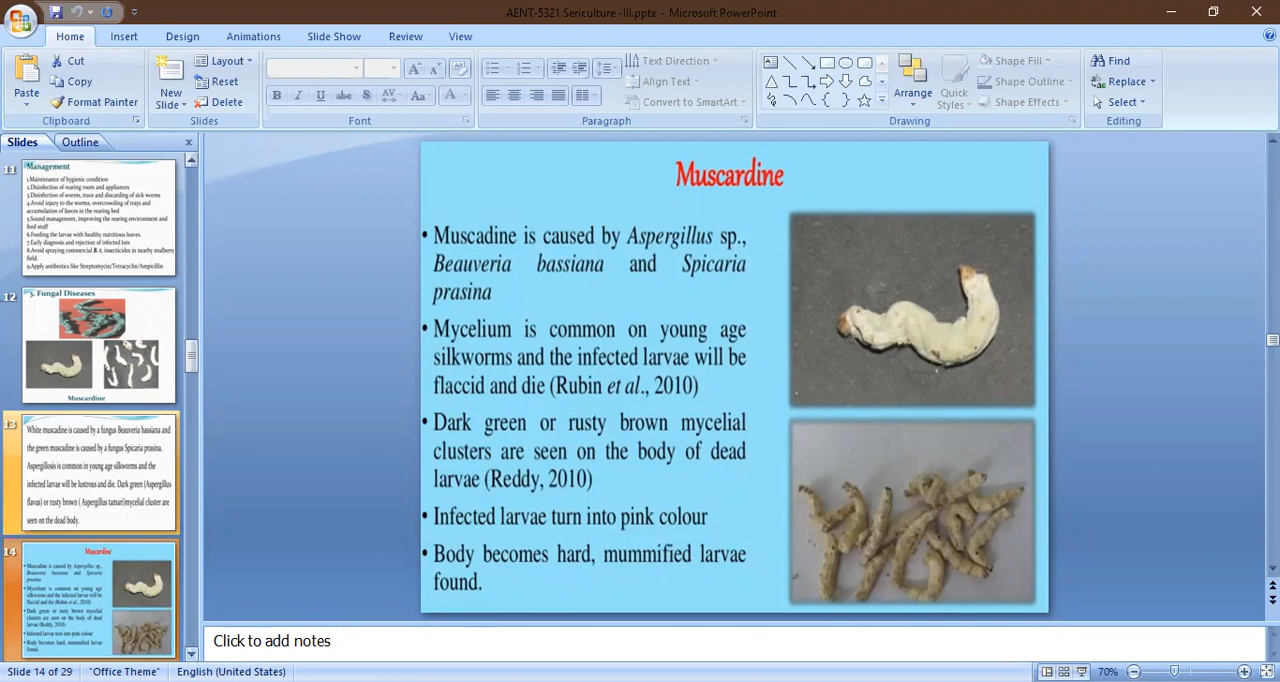 AENT-5321 Sericulture -III.pptx - Microsoft PowerPoint
Home Insert Design Animations Slide Show Review View
Paste
Cut
Copy
Format Painter
Clipboard
New Slide
Layout
Reset
Delete
Slides
B I U abc S AV Aa A
Font
Text Direction
Align Text
Convert to SmartArt
Paragraph
Arrange
Quick Styles
Shape Fill
Shape Outline
Shape Effects
Drawing
Find
Replace
Select
Editing
Slides Outline
11
Management
1.Maintenance of hygienic condition
2.Disinfection of rearing room and appliances
3.Disinfection of worms, trace and discarding of sick worms
4.Avoid injury to the worms, overcrowding of trays and
accumulation of faeces in the rearing bed
5.Sound management, improving the rearing environment and
feed stuff
6.Feeding the larvae with healthy nutritious leaves.
7.Early diagnosis and rejection of infected lots
8.Avoid spraying commercial B. t. insecticides in nearby mulberry
field.
9.Apply antibiotics like Streptomycin/Tetracyclin/Ampicillin
12
3. Fungal Diseases
Muscardine
13
White muscadine is caused by a fungus Beauveria bassiana and
the green muscadine is caused by a fungus Spicaria prasina.
Aspergillosis is common in young age silkworms and the
infected larvae will be lustrous and die. Dark green (Aspergillus
flavus) or rusty brown ( Aspergillus tamari)mycelial cluster are
seen on the dead body.
14
Muscardine
• Muscadine is caused by Aspergillus sp.,
Beauveria bassiana and Spicaria
prasina
• Mycelium is common on young age
silkworms and the infected larvae will be
flaccid and die (Rubin et al., 2010)
• Dark green or rusty brown mycelial
clusters are seen on the body of dead
larvae (Reddy, 2010)
• Infected larvae turn into pink colour
• Body becomes hard, mummified larvae
found.
Muscardine
• Muscadine is caused by Aspergillus sp.,
Beauveria bassiana and Spicaria
prasina
• Mycelium is common on young age
silkworms and the infected larvae will be
flaccid and die (Rubin et al., 2010)
• Dark green or rusty brown mycelial
clusters are seen on the body of dead
larvae (Reddy, 2010)
• Infected larvae turn into pink colour
• Body becomes hard, mummified larvae
found.
Click to add notes
Slide 14 of 29 "Office Theme" English (United States) 70%